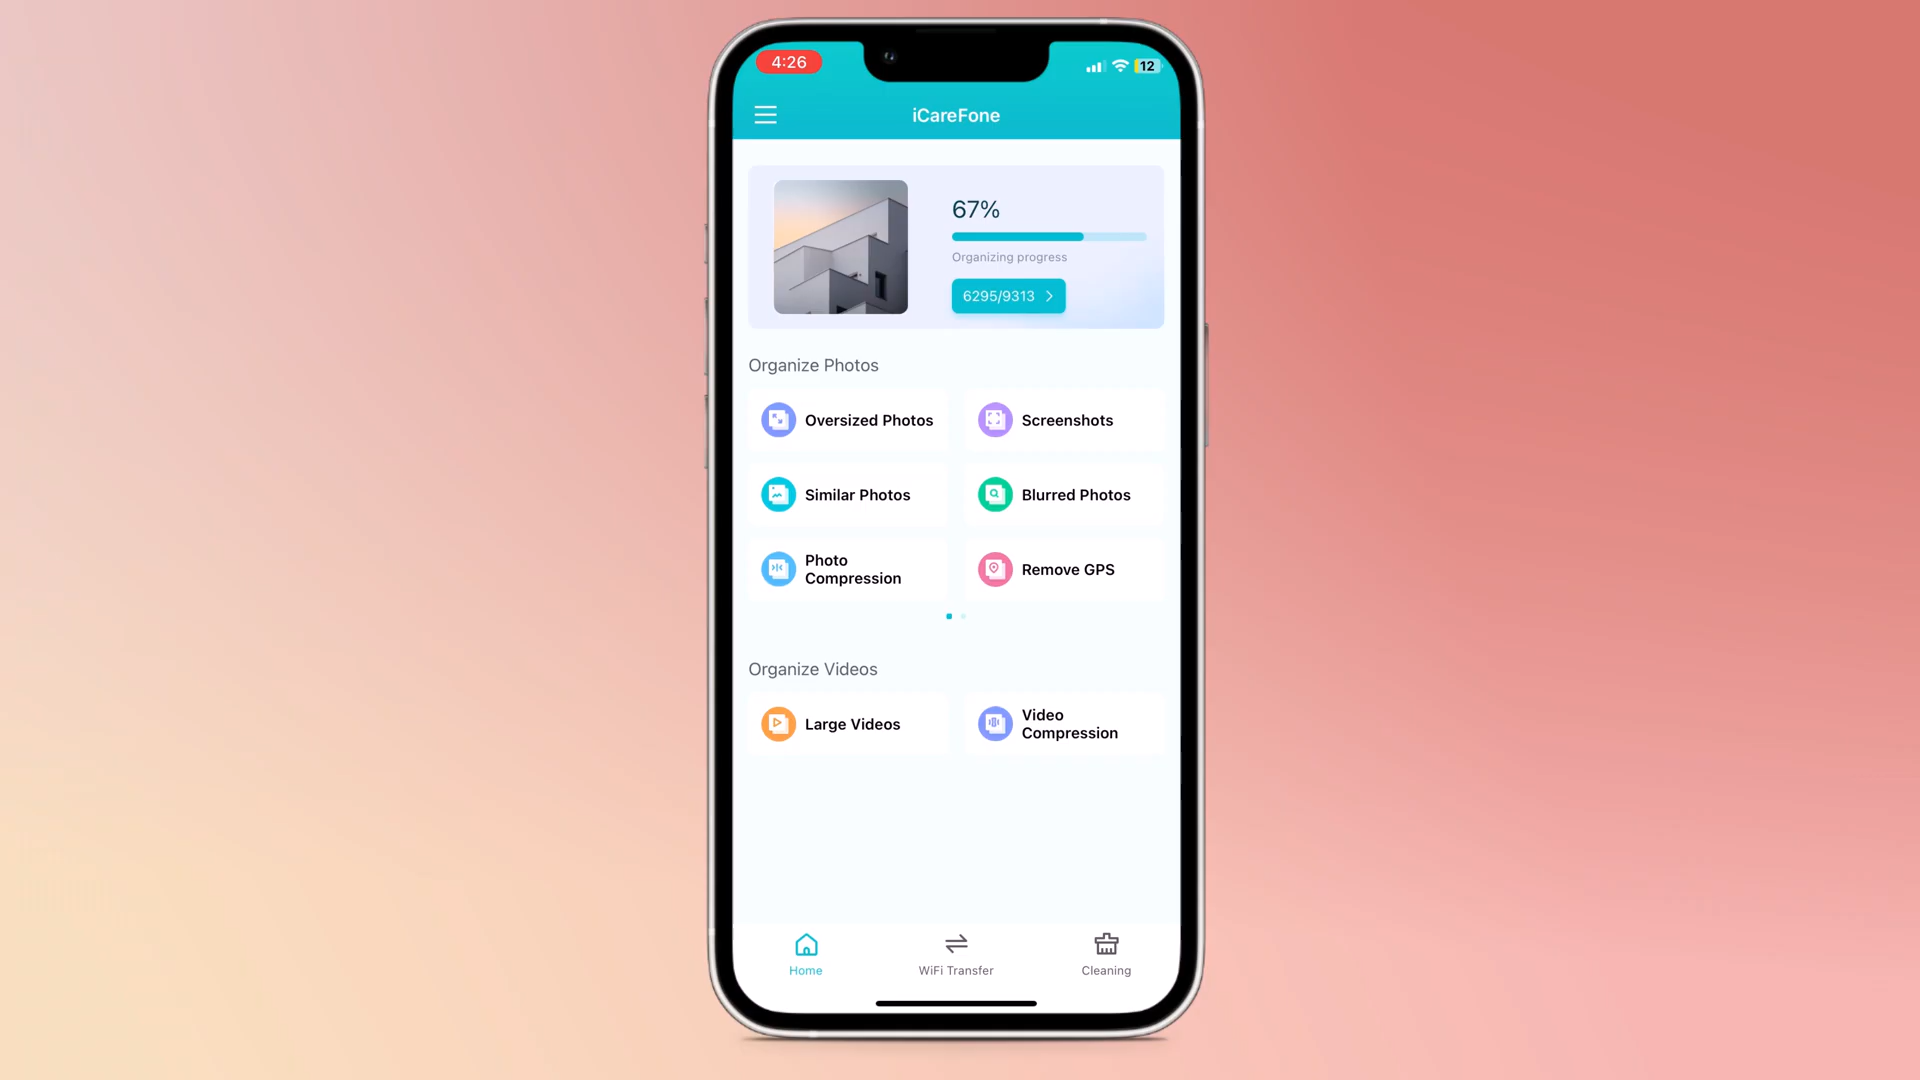 4:26
12
iCareFone
67%
Organizing progress
6295/9313
Organize Photos
Oversized Photos
Screenshots
Similar Photos
Blurred Photos
Photo
Compression
Remove GPS
Organize Videos
Large Videos
Video
Compression
Home
WiFi Transfer
Cleaning